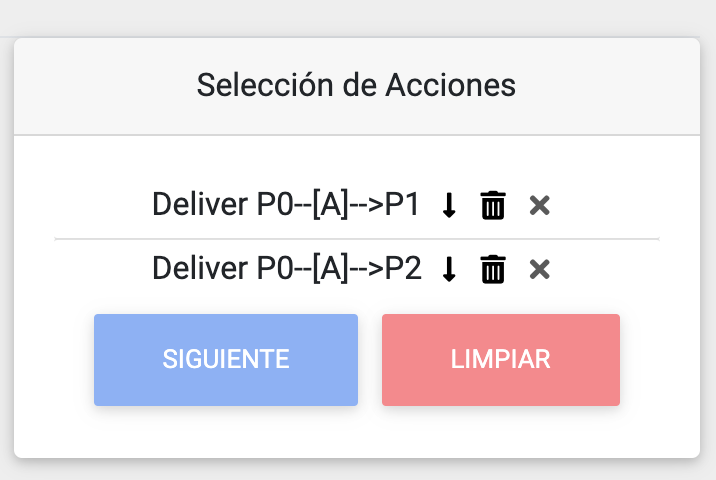 Selección de Acciones
Deliver P0--[A]-->P1
Deliver P0--[A]-->P2
SIGUIENTE LIMPIAR